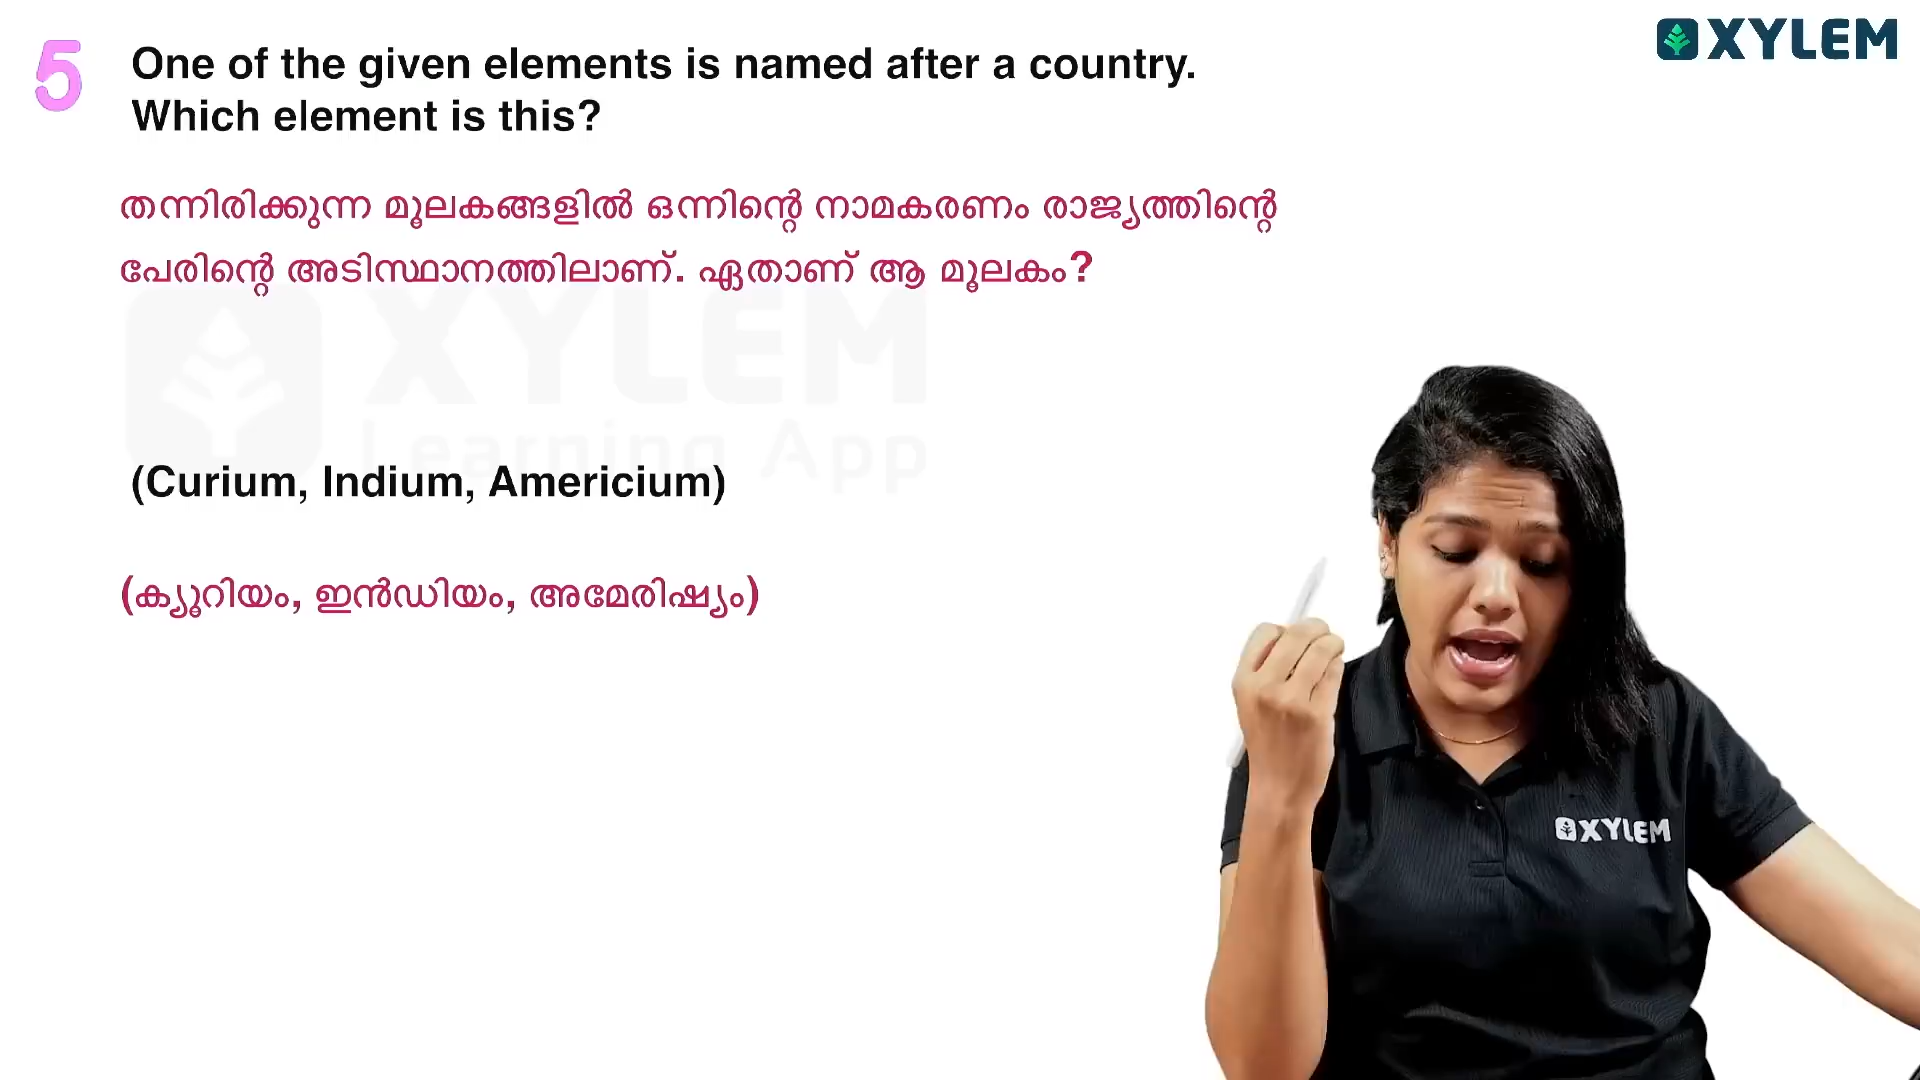 5
One of the given elements is named after a country.
Which element is this?
XYLEM
തന്നിരിക്കുന്ന മൂലകങ്ങളിൽ ഒന്നിന്റെ നാമകരണം രാജ്യത്തിന്റെ
പേരിന്റെ അടിസ്ഥാനത്തിലാണ്. ഏതാണ് ആ മൂലകം?
XYLEM
Learning App
(Curium, Indium, Americium)
(ക്യൂറിയം, ഇൻഡിയം, അമേരിഷ്യം)
XYLEM